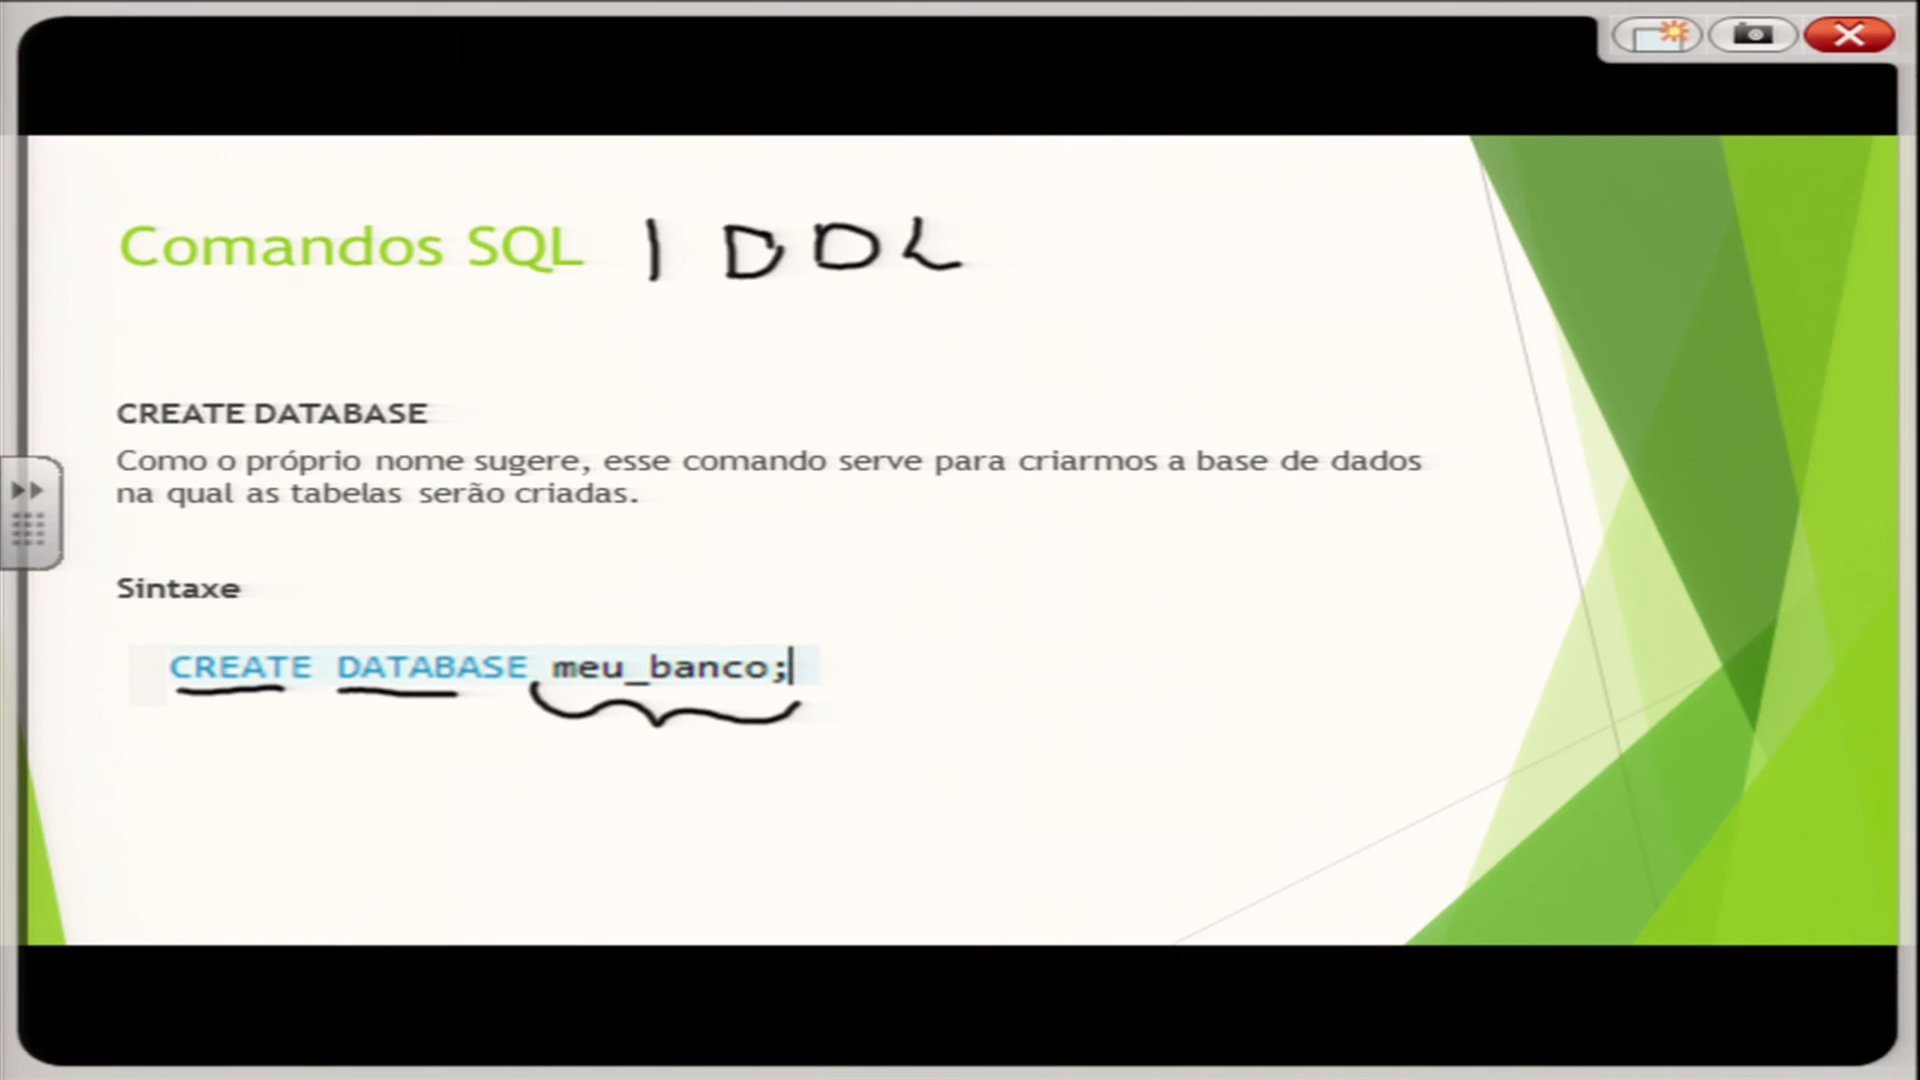 Comandos SQL | DDL
CREATE DATABASE
Como o próprio nome sugere, esse comando serve para criarmos a base de dados
na qual as tabelas serão criadas.
Sintaxe
CREATE DATABASE meu_banco;